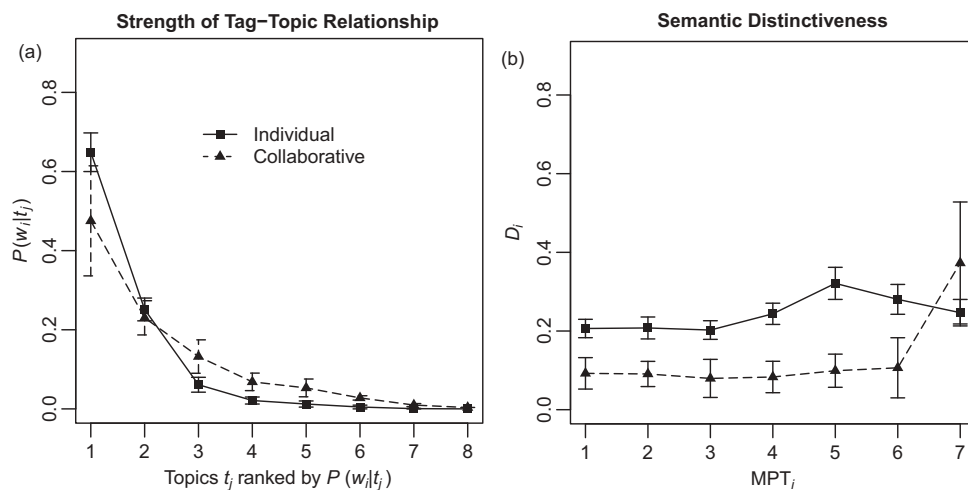 Strength of Tag−Topic Relationship
(a)
Individual
Collaborative
P(wi|tj)
0.0
0.2
0.4
0.6
0.8
1 2 3 4 5 6 7 8
Topics tj ranked by P (wi|tj)
Semantic Distinctiveness
(b)
Di
0.0
0.2
0.4
0.6
0.8
1 2 3 4 5 6 7
MPTi